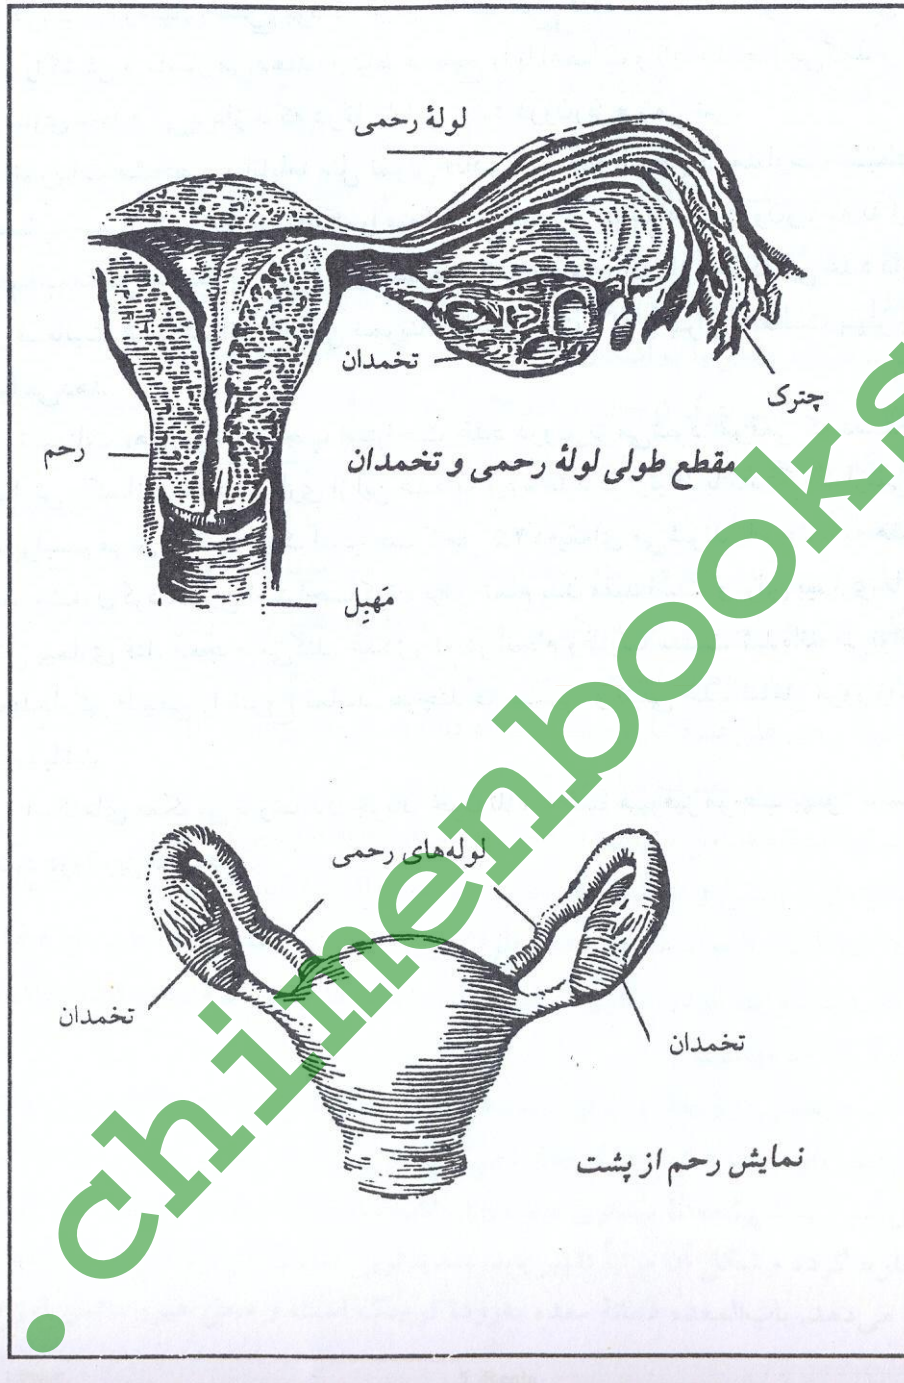 لولهٔ رحمی
تخمدان
چترک
رحم
مقطع طولی لولهٔ رحمی و تخمدان
مَهبِل
لوله‌های رحمی
تخمدان
تخمدان
نمایش رحم از پشت
chimenbooks